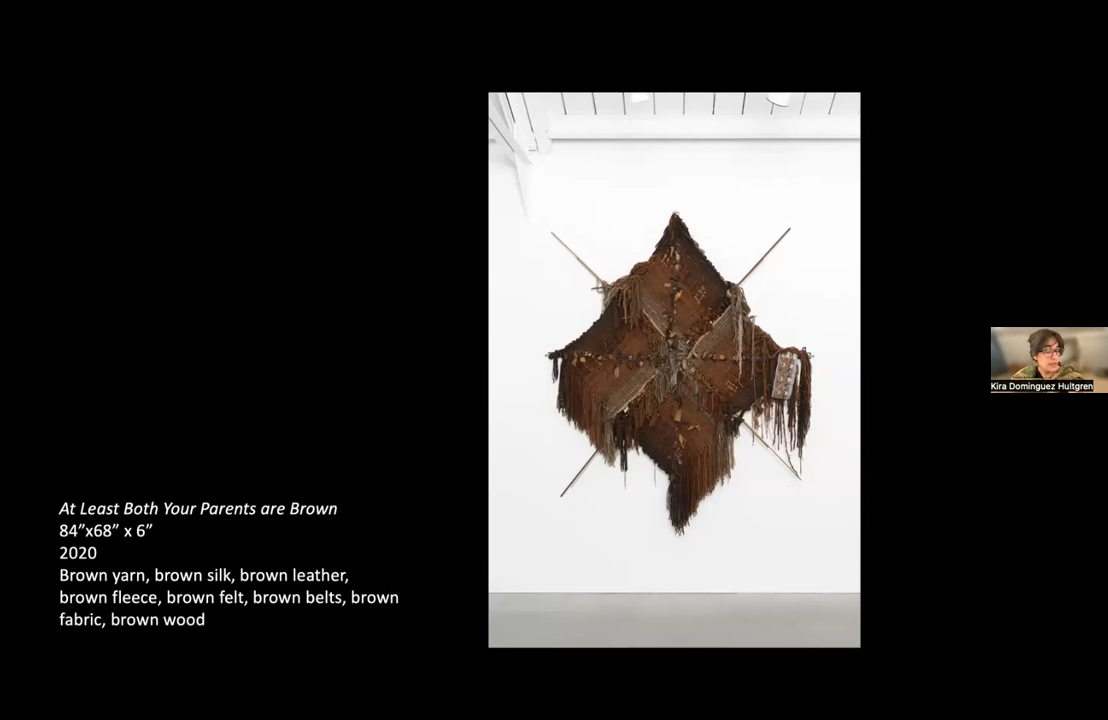 At Least Both Your Parents are Brown
84”x68” x 6”
2020
Brown yarn, brown silk, brown leather,
brown fleece, brown felt, brown belts, brown
fabric, brown wood
Kira Dominguez Hultgren